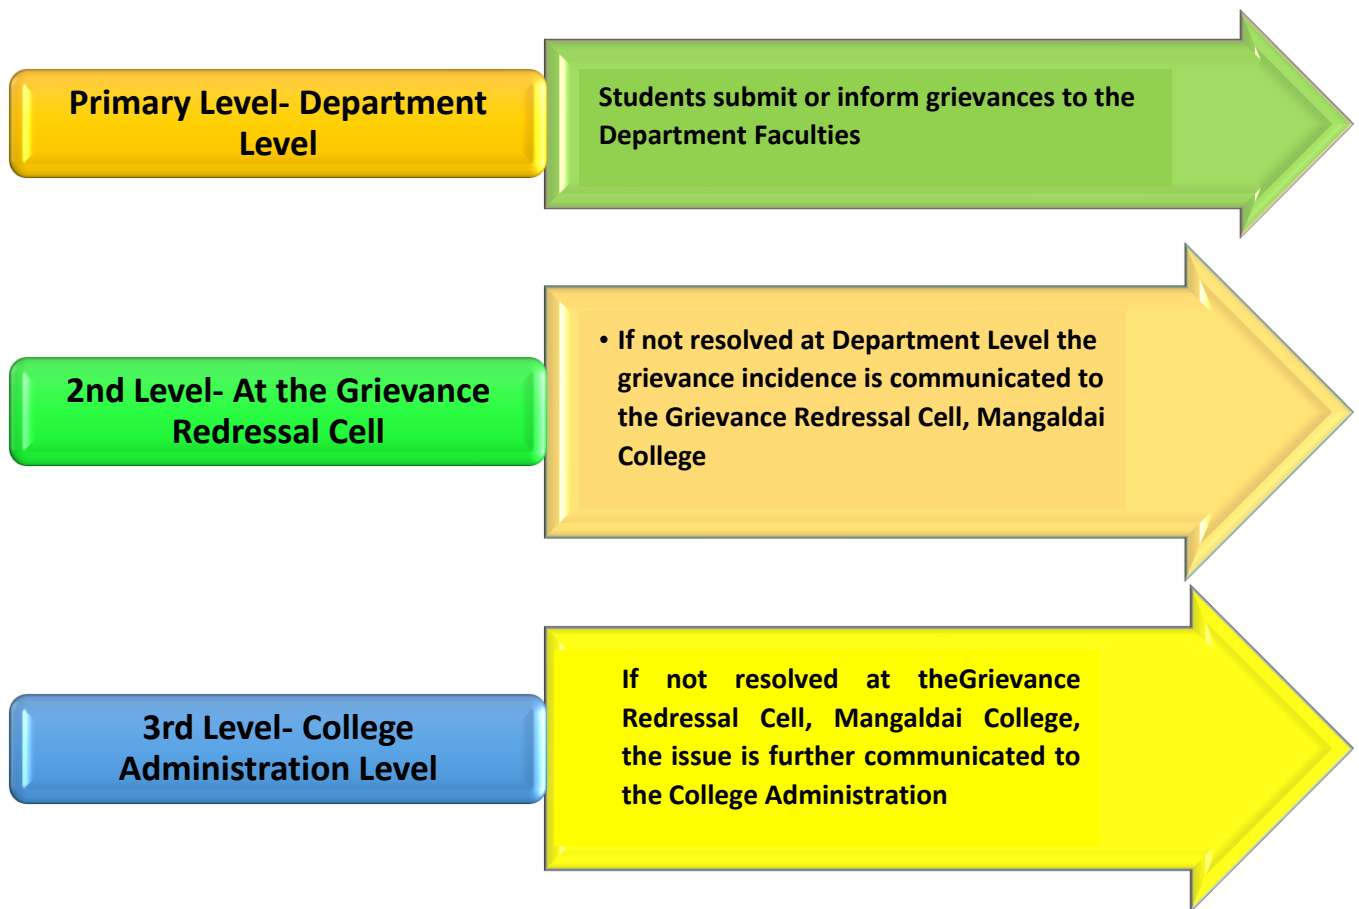 Primary Level- Department
Level
Students submit or inform grievances to the
Department Faculties
2nd Level- At the Grievance
Redressal Cell
• If not resolved at Department Level the
grievance incidence is communicated to
the Grievance Redressal Cell, Mangaldai
College
3rd Level- College
Administration Level
If not resolved at theGrievance
Redressal Cell, Mangaldai College,
the issue is further communicated to
the College Administration